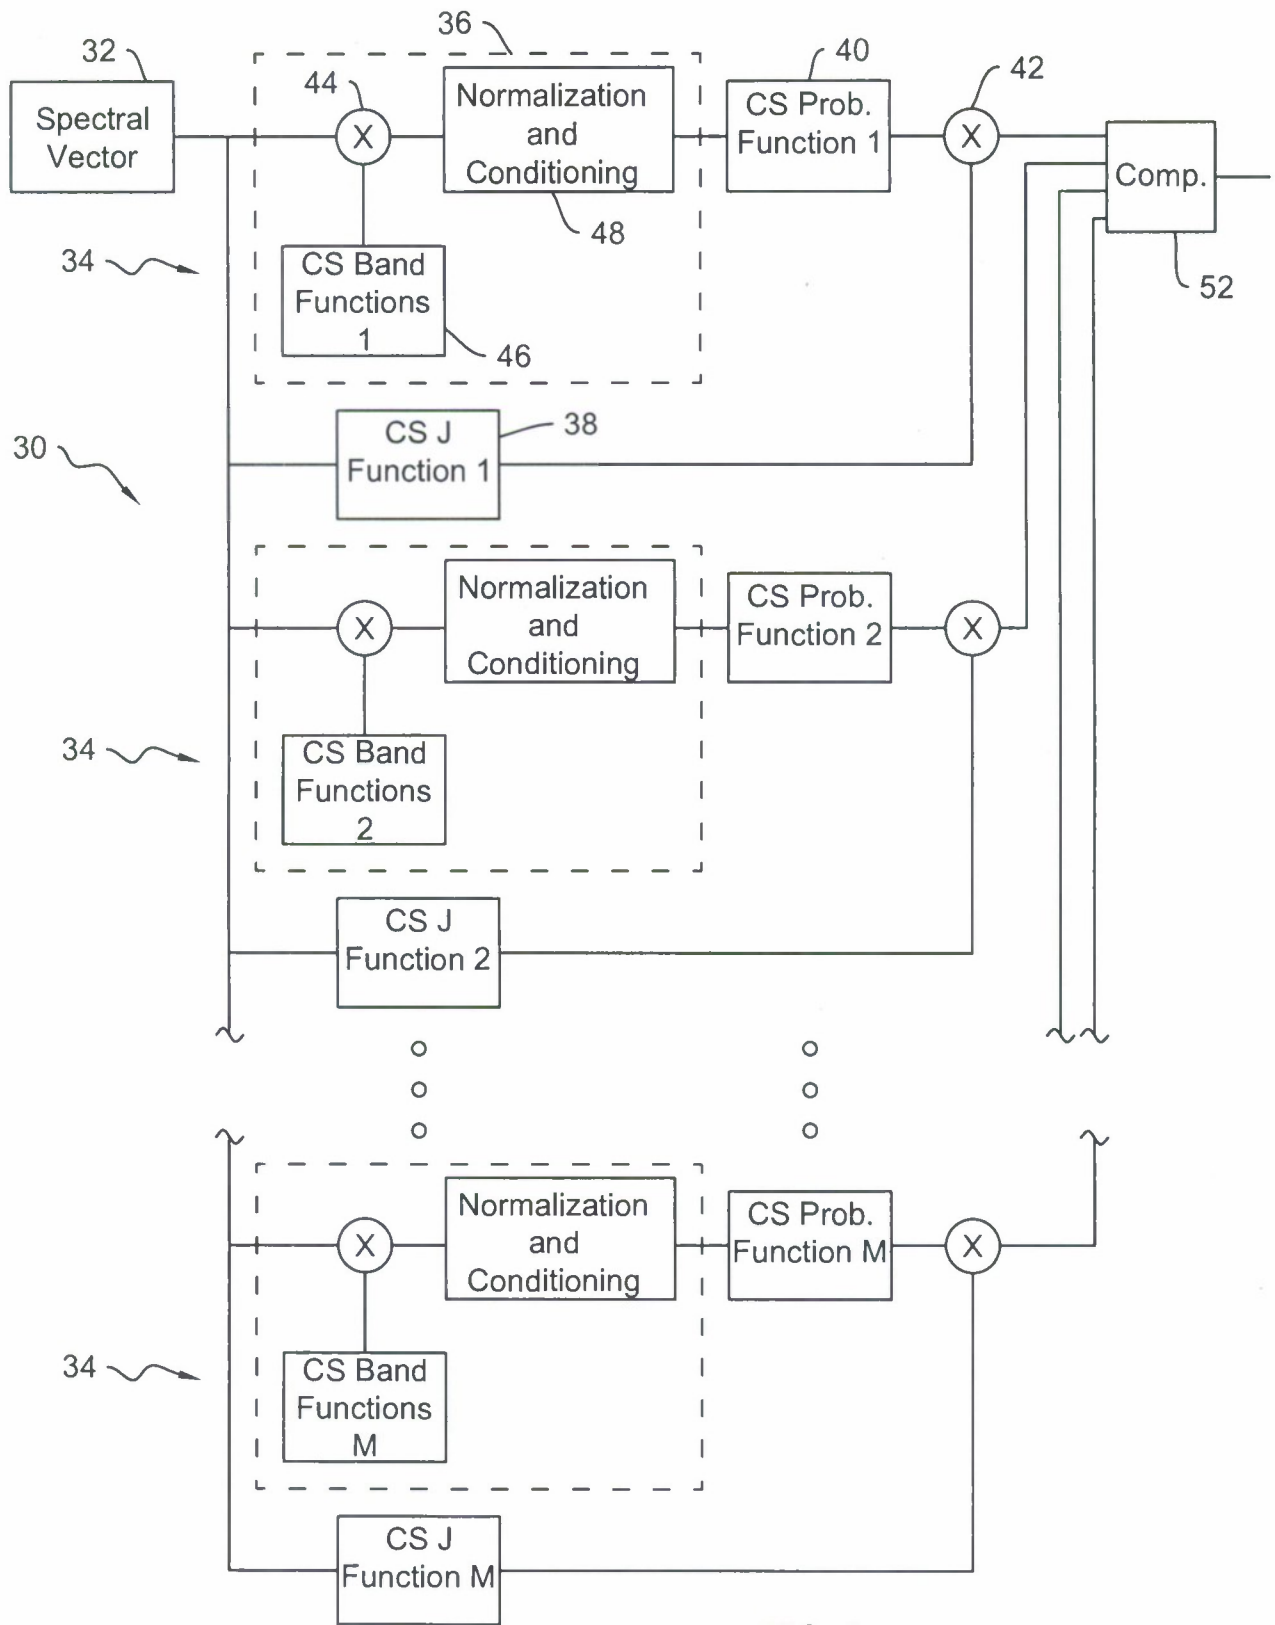 36
32
40
42
44
Spectral
Vector
X
Normalization
and
Conditioning
CS Prob.
Function 1
X
Comp.
48
34
CS Band
Functions
1
46
52
CS J
Function 1
38
30
X
Normalization
and
Conditioning
CS Prob.
Function 2
X
34
CS Band
Functions
2
CS J
Function 2
X
Normalization
and
Conditioning
CS Prob.
Function M
X
34
CS Band
Functions
M
CS J
Function M